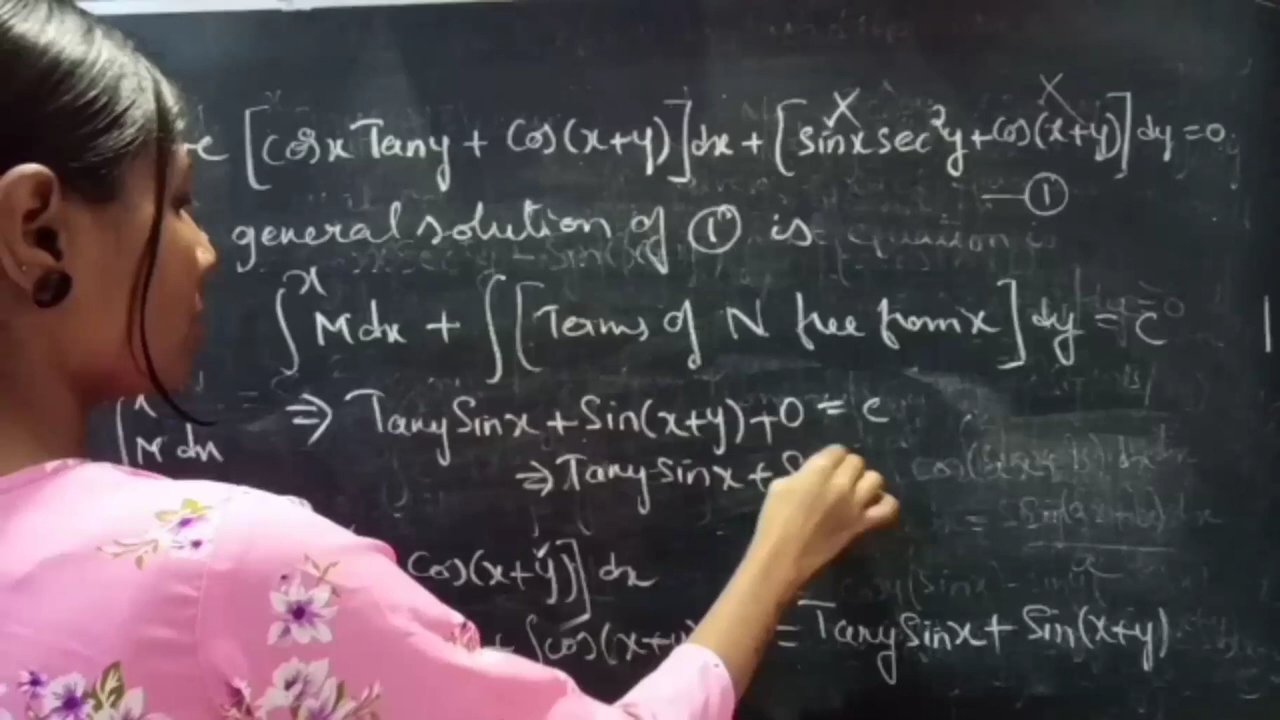 [cosx Tany + Cos(x+y)]dx + [sinx sec²y+cos(x+y)]dy=0
—①
general solution of ① is
∫ˣ M dx + ∫[Terms of N free from x] dy = c
⇒ Tany Sinx + Sin(x+y)+0 = c
∫ˣ M dx
⇒ Tany sinx + S
Cos(x+y)] dx
+ ∫cos(x+y = Tany Sinx + Sin(x+y)